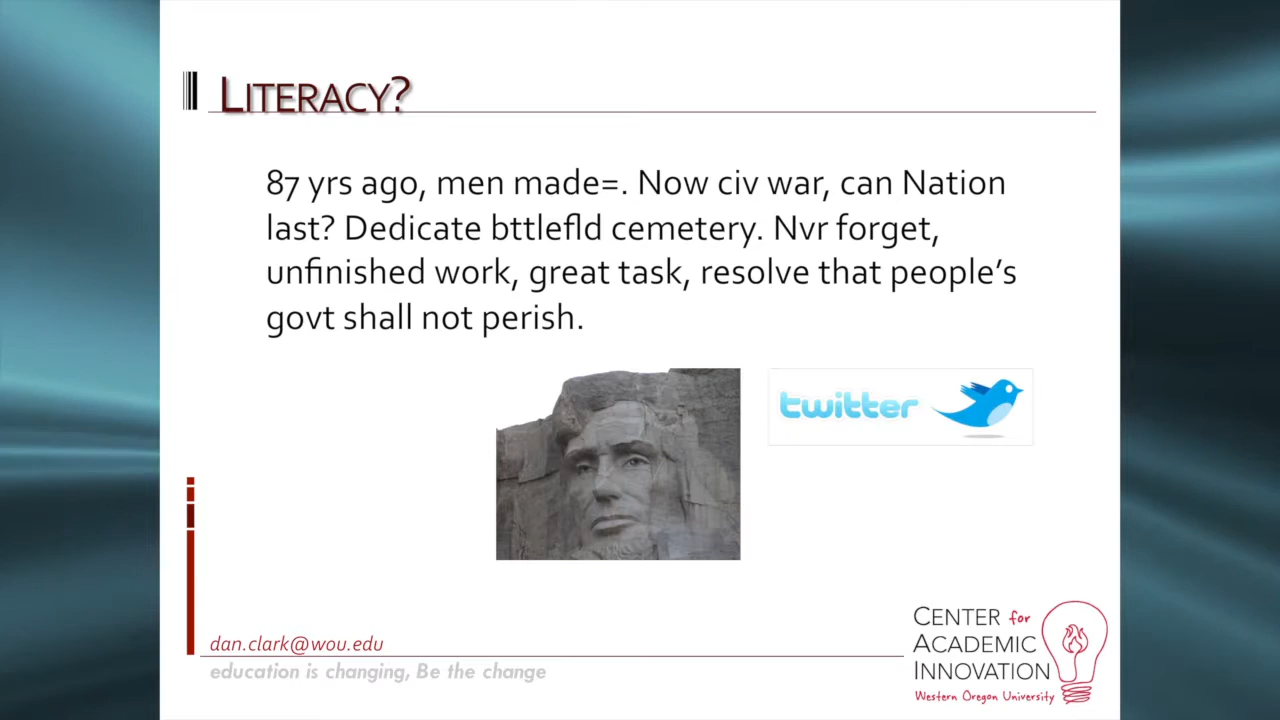 LITERACY?
87 yrs ago, men made=. Now civ war, can Nation
last? Dedicate bttlefld cemetery. Nvr forget,
unfinished work, great task, resolve that people's
govt shall not perish.
twitter
dan.clark@wou.edu
education is changing, Be the change
CENTER for
ACADEMIC
INNOVATION
Western Oregon University